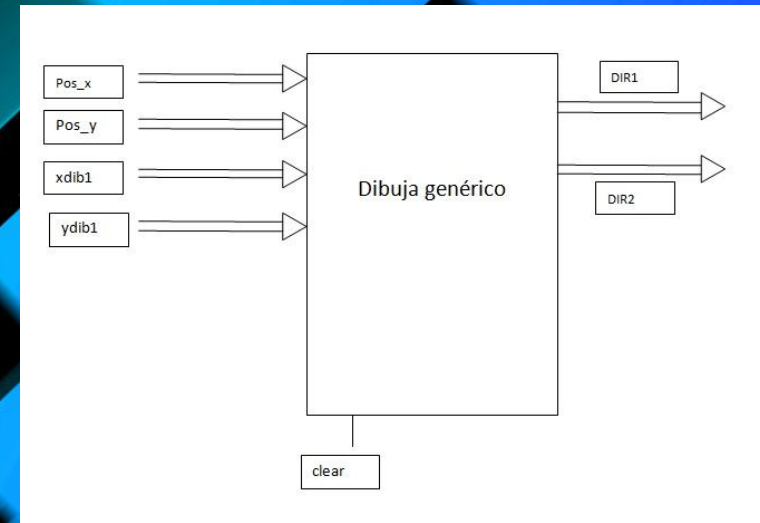 Pos_x
Pos_y
xdib1
ydib1
Dibuja genérico
DIR1
DIR2
clear